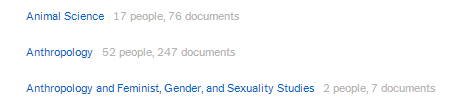 Animal Science 17 people, 76 documents
Anthropology 52 people, 247 documents
Anthropology and Feminist, Gender, and Sexuality Studies 2 people, 7 documents